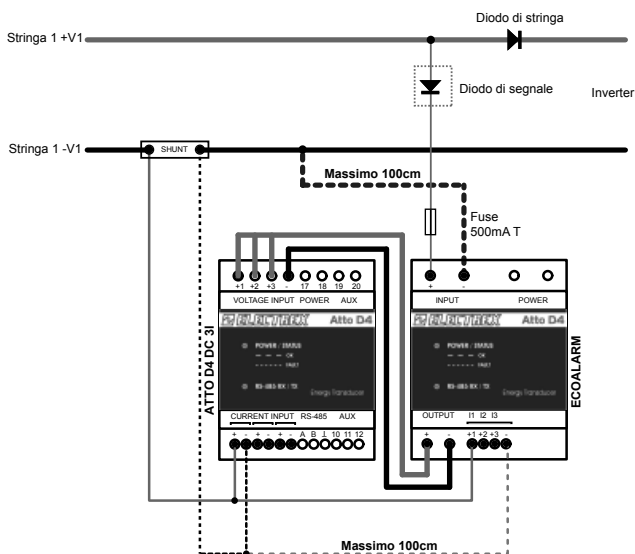 Diodo di stringa
Stringa 1 +V1
Diodo di segnale
Inverter
Stringa 1 -V1
SHUNT
Massimo 100cm
Fuse
500mA T
+1 +2 +3 - 17 18 19 20
VOLTAGE INPUT POWER AUX
ELECTREX Atto D4
POWER / STATUS
OK
FAULT
RS-485 RX / TX
Energy Transducer
CURRENT INPUT RS-485 AUX
+ - + - + - A B ⊥ 10 11 12
ATTO D4 DC 3I
+ -
INPUT POWER
ELECTREX Atto D4
POWER / STATUS
OK
FAULT
RS-485 RX / TX
Energy Transducer
OUTPUT I1 I2 I3
+ - +1 +2 +3 -
ECOALARM
Massimo 100cm